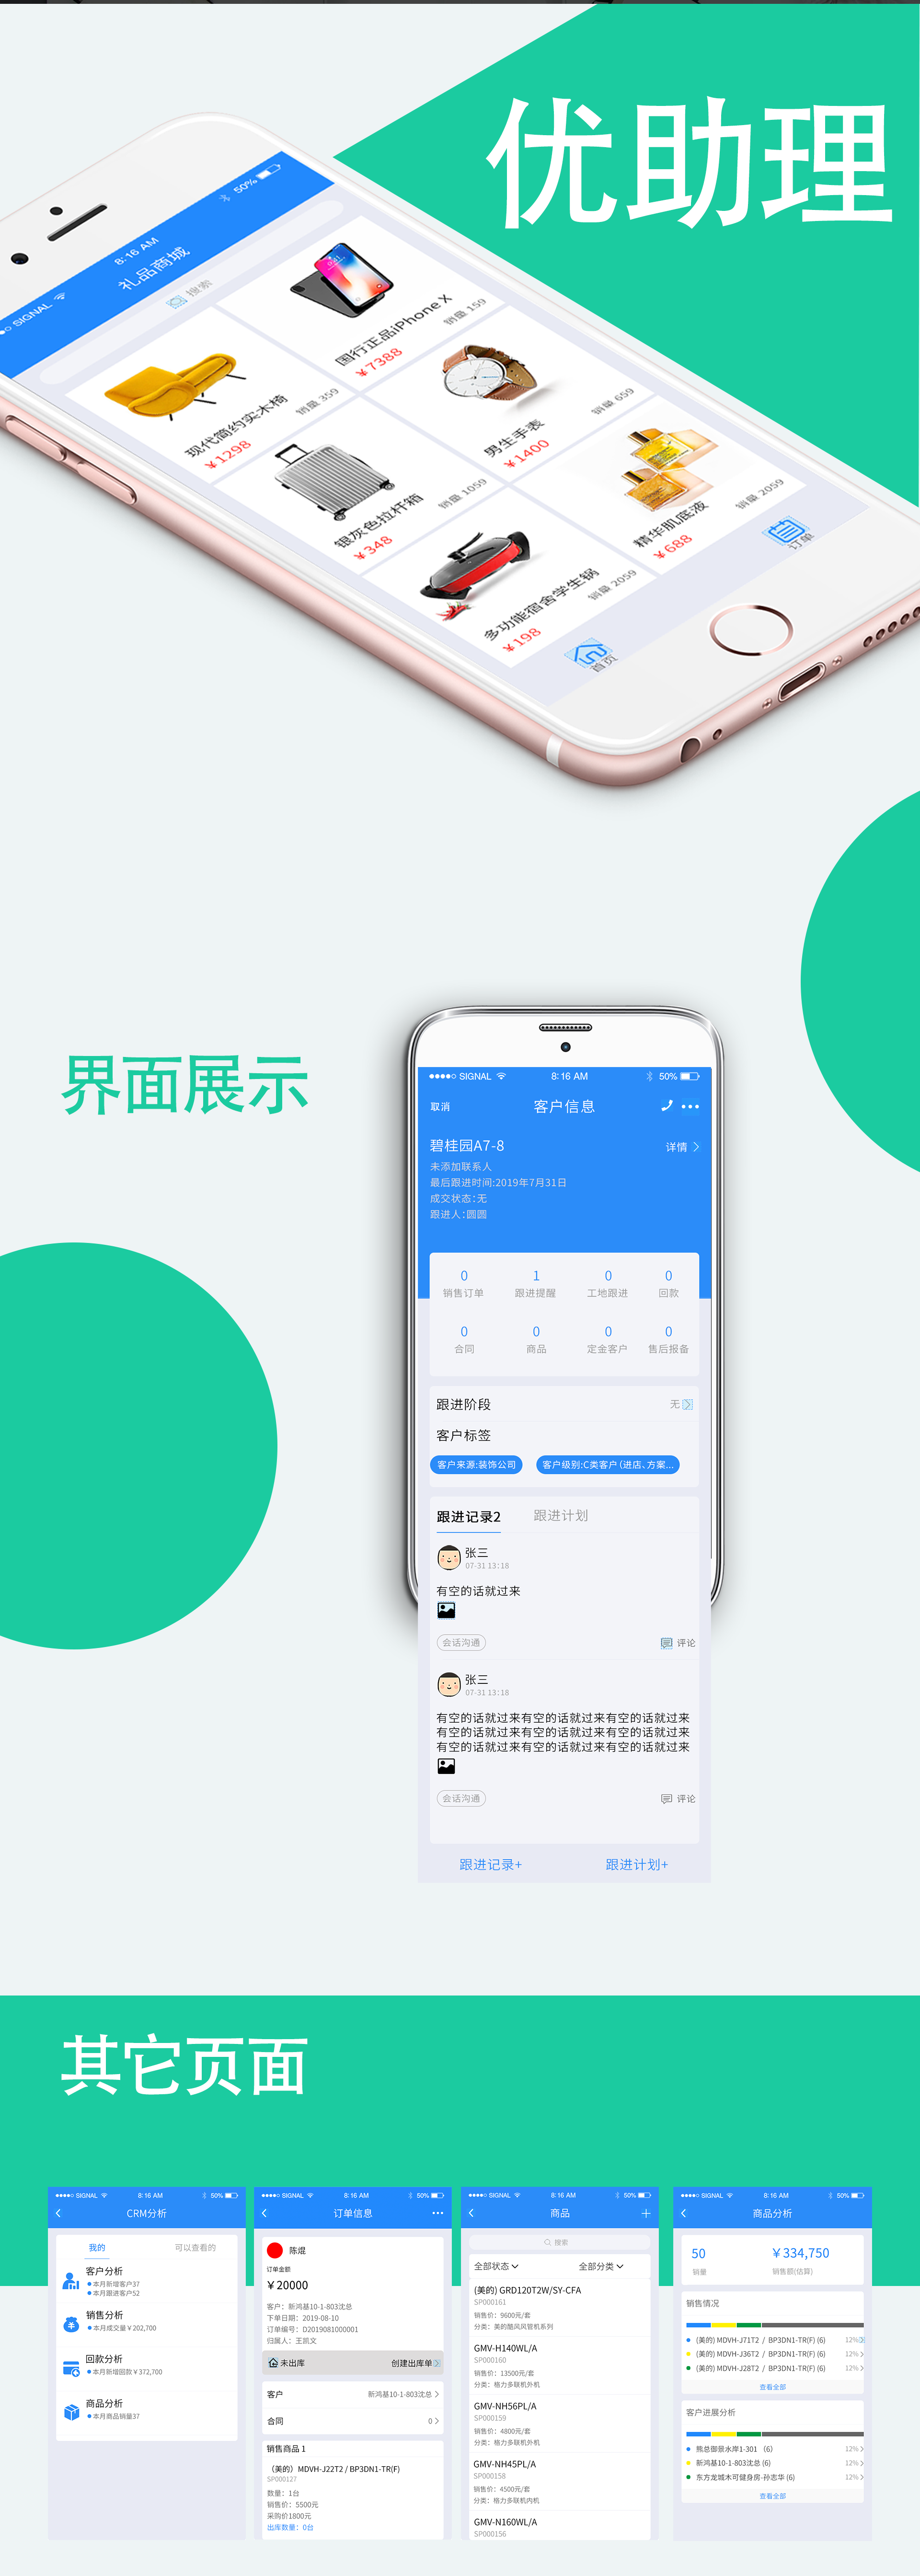 优助理
SIGNAL
8:16 AM
50%
礼品商城
搜索
国行正品iPhone X
¥7388
销量 159
现代简约实木椅
¥1298
销量 359
男生手表
¥1400
销量 659
银灰色拉杆箱
¥348
销量 1059
精华肌底液
¥688
销量 2059
多功能宿舍学生锅
¥198
销量 2059
首页
订单
界面展示
SIGNAL 8:16 AM 50%
取消 客户信息
碧桂园A7-8 详情
未添加联系人
最后跟进时间:2019年7月31日
成交状态:无
跟进人:圆圆
0 1 0 0
销售订单 跟进提醒 工地跟进 回款
0 0 0 0
合同 商品 定金客户 售后报备
跟进阶段 无
客户标签
客户来源:装饰公司 客户级别:C类客户(进店、方案...
跟进记录2 跟进计划
张三
07-31 13:18
有空的话就过来
会话沟通 评论
张三
07-31 13:18
有空的话就过来有空的话就过来有空的话就过来
有空的话就过来有空的话就过来有空的话就过来
有空的话就过来有空的话就过来有空的话就过来
会话沟通 评论
跟进记录+ 跟进计划+
其它页面
SIGNAL 8:16 AM 50%
CRM分析
我的 可以查看的
客户分析
本月新增客户37
本月跟进客户52
销售分析
本月成交量¥202,700
回款分析
本月新增回款¥372,700
商品分析
本月商品销量37
SIGNAL 8:16 AM 50%
订单信息
陈焜
订单金额
¥20000
客户：新鸿基10-1-803沈总
下单日期：2019-08-10
订单编号：D2019081000001
归属人：王凯文
未出库 创建出库单
客户 新鸿基10-1-803沈总
合同 0
销售商品 1
（美的）MDVH-J22T2 / BP3DN1-TR(F)
SP000127
数量：1台
销售价：5500元
采购价1800元
出库数量：0台
SIGNAL 8:16 AM 50%
商品
搜索
全部状态 全部分类
(美的) GRD120T2W/SY-CFA
SP000161
销售价：9600元/套
分类：美的酷风风管机系列
GMV-H140WL/A
SP000160
销售价：13500元/套
分类：格力多联机外机
GMV-NH56PL/A
SP000159
销售价：4800元/套
分类：格力多联机外机
GMV-NH45PL/A
SP000158
销售价：4500元/套
分类：格力多联机内机
GMV-N160WL/A
SP000156
SIGNAL 8:16 AM 50%
商品分析
50 ¥334,750
销量 销售额(估算)
销售情况
(美的) MDVH-J71T2 / BP3DN1-TR(F) (6) 12%
(美的) MDVH-J36T2 / BP3DN1-TR(F) (6) 12%
(美的) MDVH-J28T2 / BP3DN1-TR(F) (6) 12%
查看全部
客户进展分析
熊总御景水岸1-301 （6） 12%
新鸿基10-1-803沈总 (6) 12%
东方龙城木可健身房-孙志华 (6) 12%
查看全部